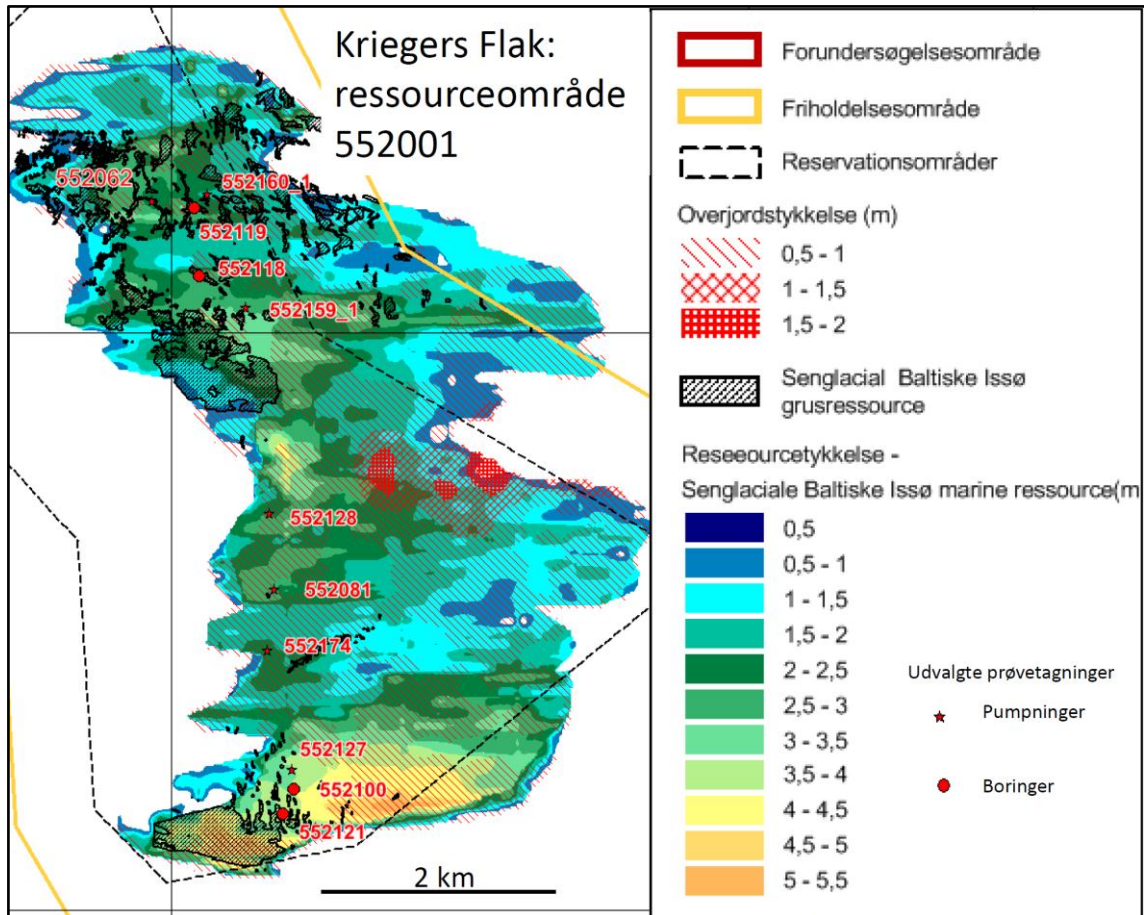 Kriegers Flak:
ressourceområde
552001
552062
552160_1
552119
552118
552159_1
552128
552081
552174
552127
552100
552121
2 km
Forundersøgelsesområde
Friholdelsesområde
Reservationsområder
Overjordstykkelse (m)
0,5 - 1
1 - 1,5
1,5 - 2
Senglacial Baltiske Issø
grusressource
Reseeourcetykkelse -
Senglaciale Baltiske Issø marine ressource(m
0,5
0,5 - 1
1 - 1,5
1,5 - 2
2 - 2,5
2,5 - 3
3 - 3,5
3,5 - 4
4 - 4,5
4,5 - 5
5 - 5,5
Udvalgte prøvetagninger
Pumpninger
Boringer